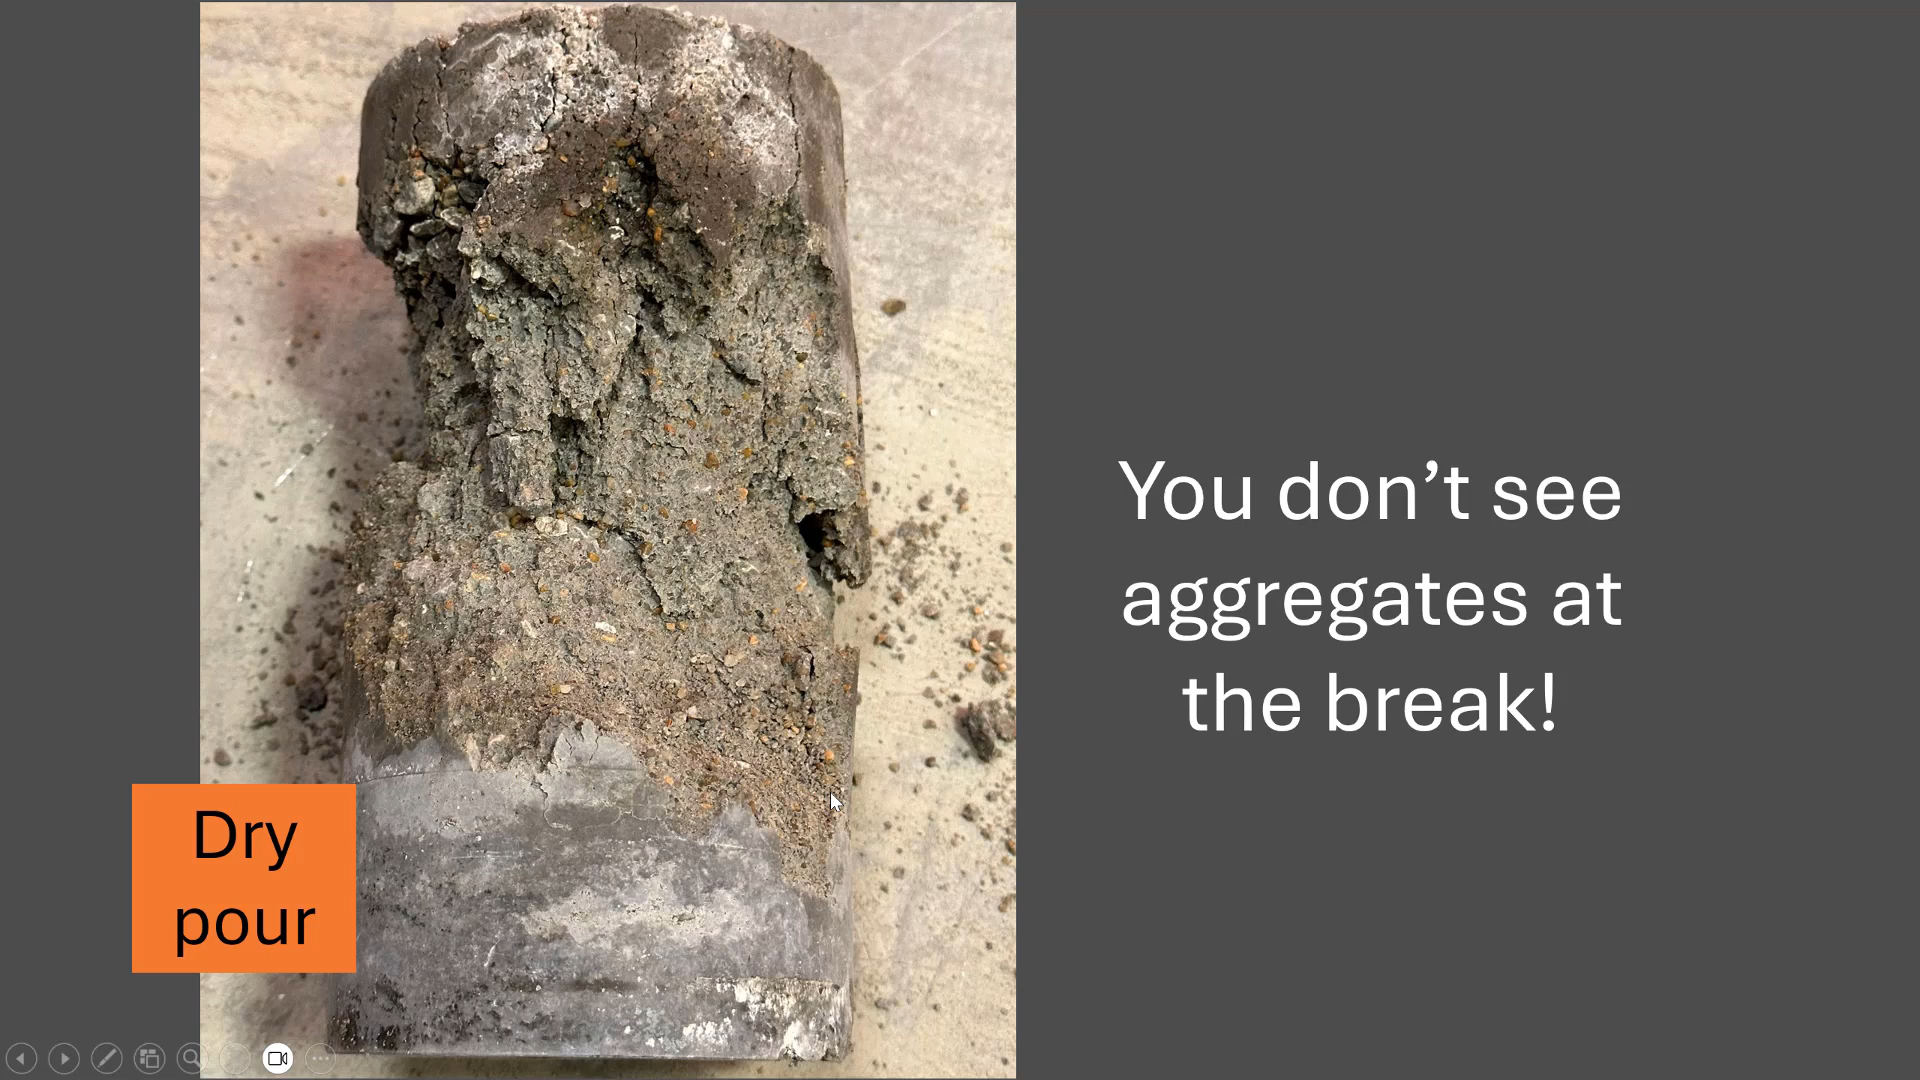 You don’t see
aggregates at
the break!
Dry
pour